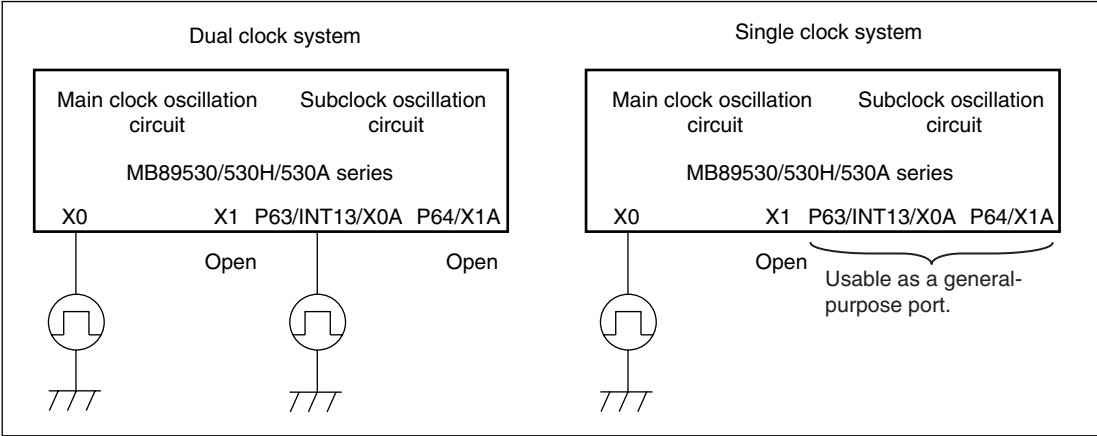 Dual clock system
Main clock oscillation circuit
Subclock oscillation circuit
MB89530/530H/530A series
X0 X1 P63/INT13/X0A P64/X1A
Open Open
Single clock system
Main clock oscillation circuit
Subclock oscillation circuit
MB89530/530H/530A series
X0 X1 P63/INT13/X0A P64/X1A
Open
Usable as a general-
purpose port.